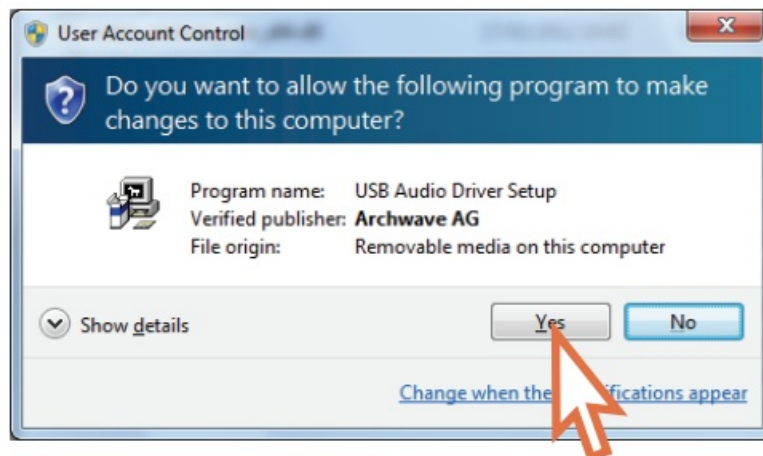 User Account Control
Do you want to allow the following program to make
changes to this computer?
Program name: USB Audio Driver Setup
Verified publisher: Archwave AG
File origin: Removable media on this computer
Show details
Yes No
Change when the
appear